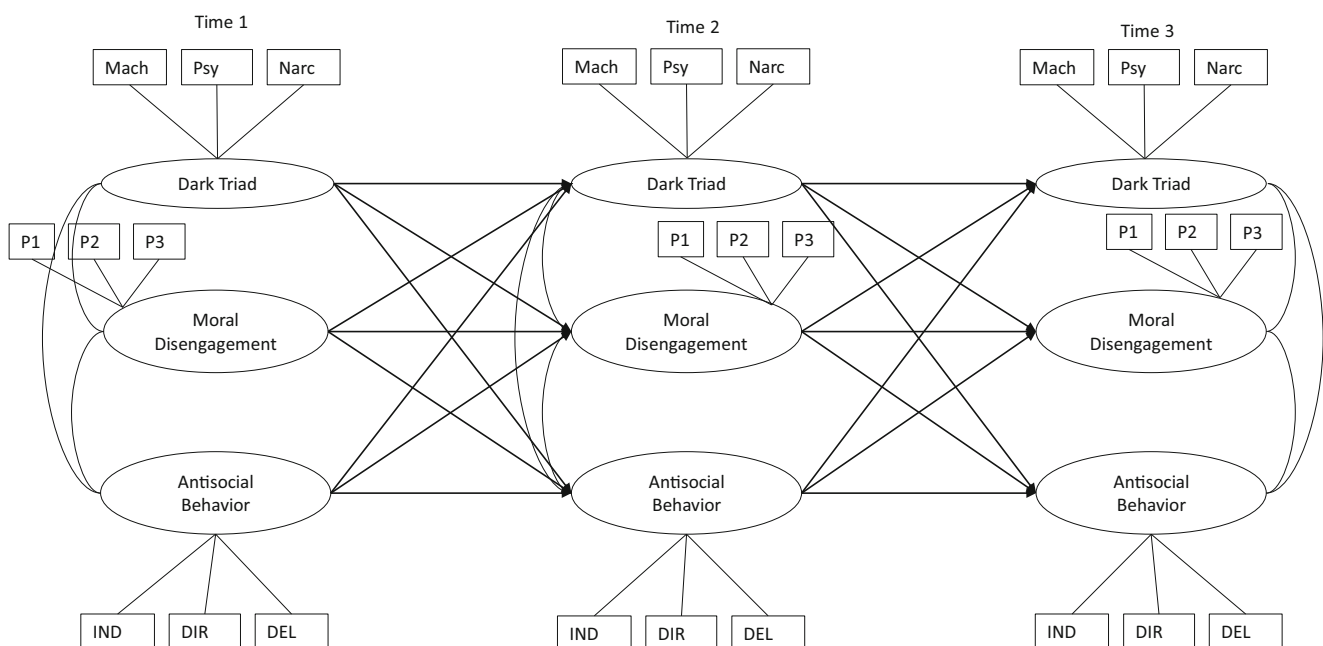 Time 1
Time 2
Time 3
Mach Psy Narc
Mach Psy Narc
Mach Psy Narc
Dark Triad
Dark Triad
Dark Triad
P1 P2 P3
P1 P2 P3
P1 P2 P3
Moral
Disengagement
Moral
Disengagement
Moral
Disengagement
Antisocial
Behavior
Antisocial
Behavior
Antisocial
Behavior
IND DIR DEL
IND DIR DEL
IND DIR DEL